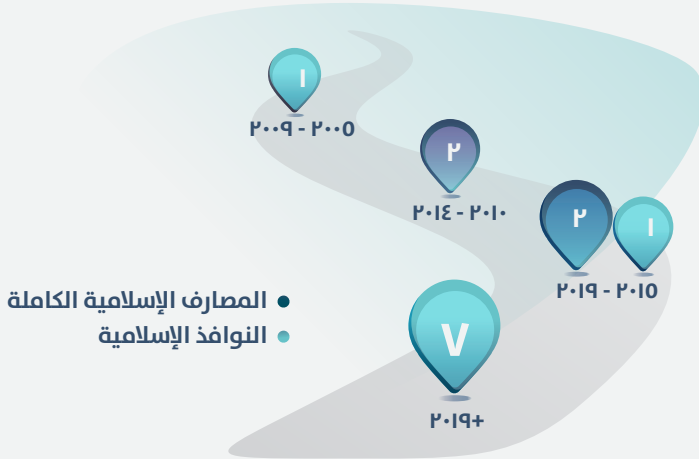 ١
٢٠٠٥ - ٢٠٠٩
٢
٢٠١٠ - ٢٠١٤
٢
١
٢٠١٥ - ٢٠١٩
المصارف الإسلامية الكاملة
النوافذ الإسلامية
٧
+٢٠١٩